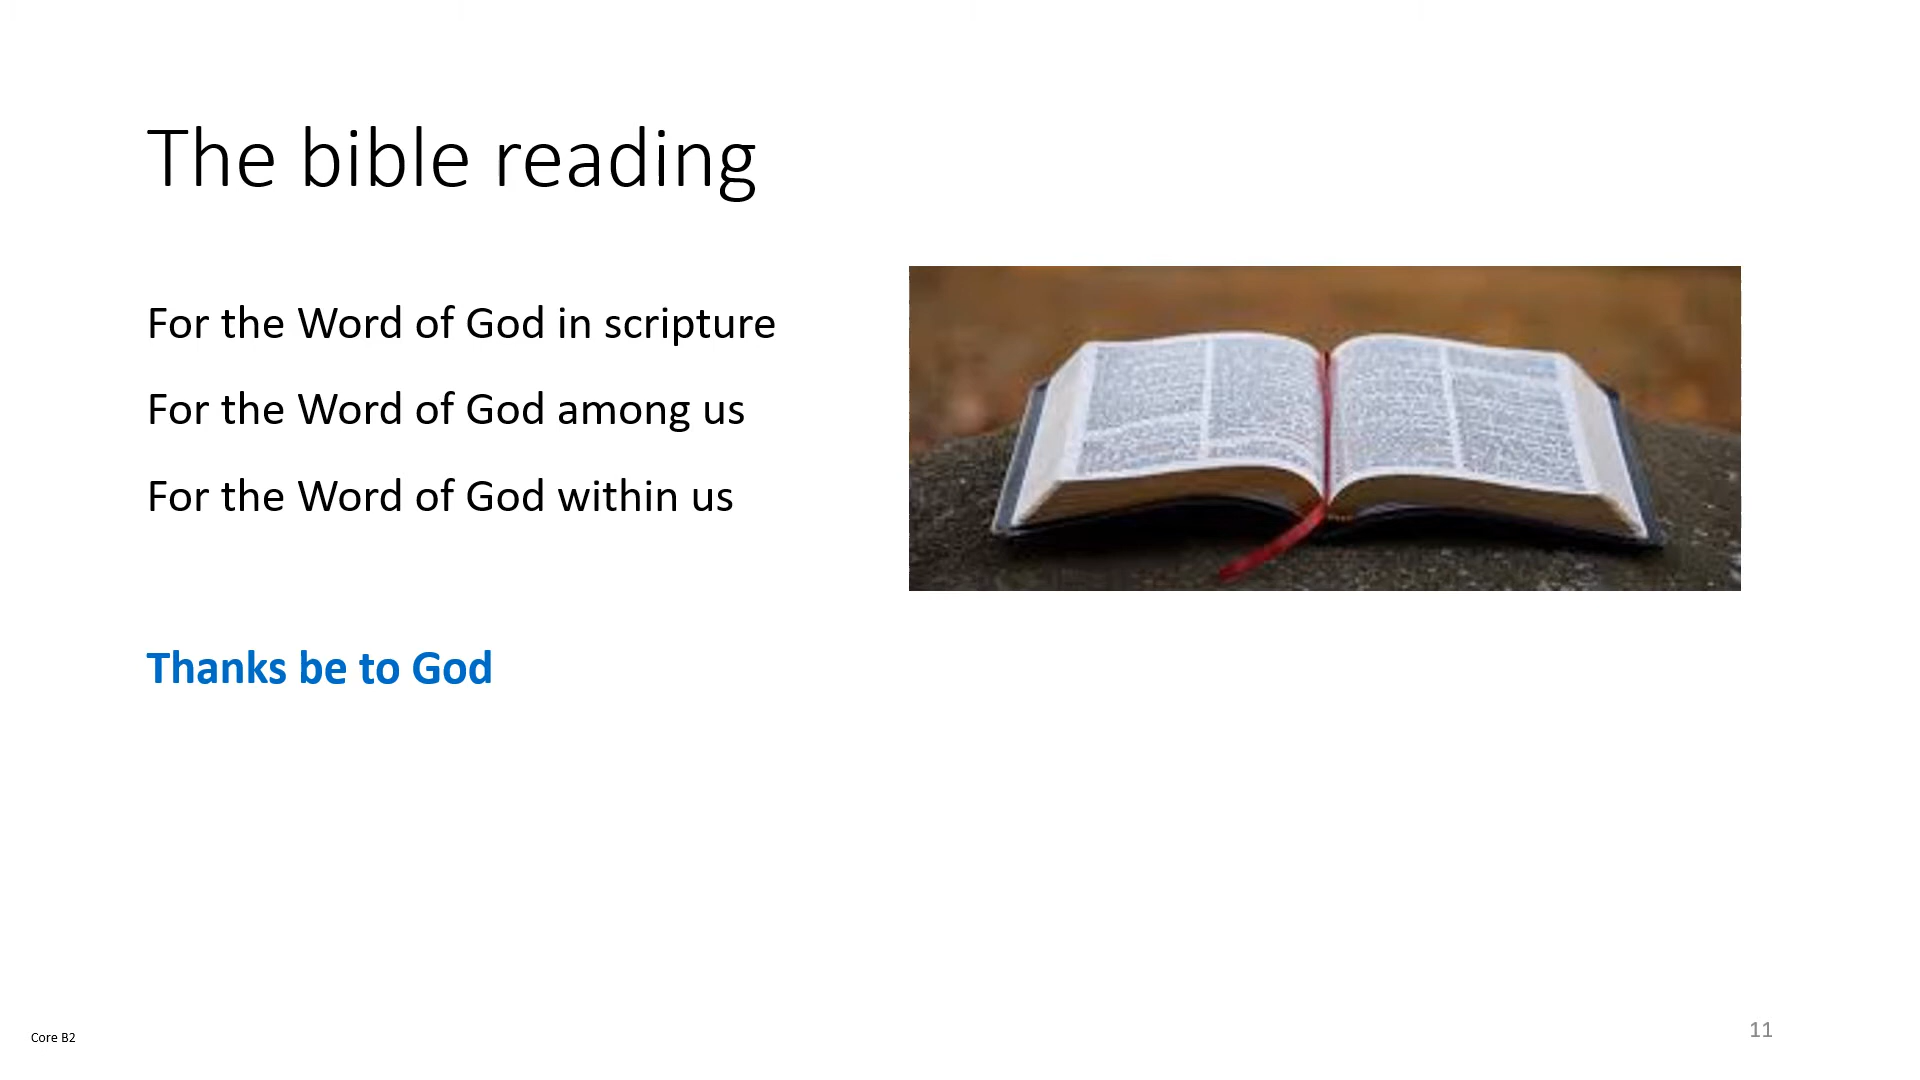 The bible reading
For the Word of God in scripture
For the Word of God among us
For the Word of God within us
Thanks be to God
Core B2
11